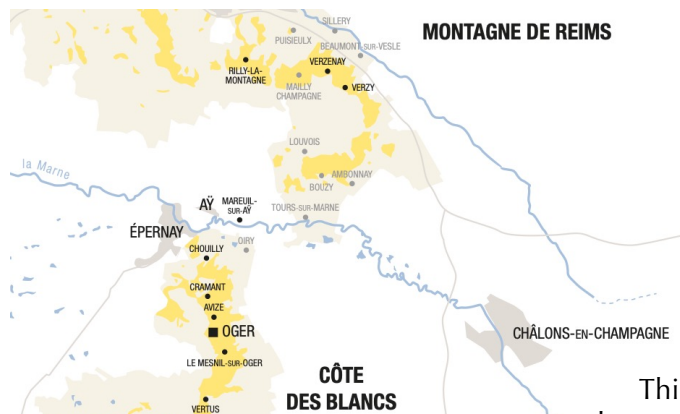 SILLERY
MONTAGNE DE REIMS
PUISIEULX
BEAUMONT-SUR-VESLE
VERZENAY
RILLY-LA-
MONTAGNE
MAILLY
CHAMPAGNE
VERZY
LOUVOIS
la Marne
AMBONNAY
BOUZY
AŸ
MAREUIL-
SUR-AŸ
TOURS-SUR-MARNE
ÉPERNAY
OIRY
CHOUILLY
CRAMANT
AVIZE
OGER
CHÂLONS-EN-CHAMPAGNE
LE MESNIL-SUR-OGER
CÔTE
DES BLANCS
VERTUS
Thi